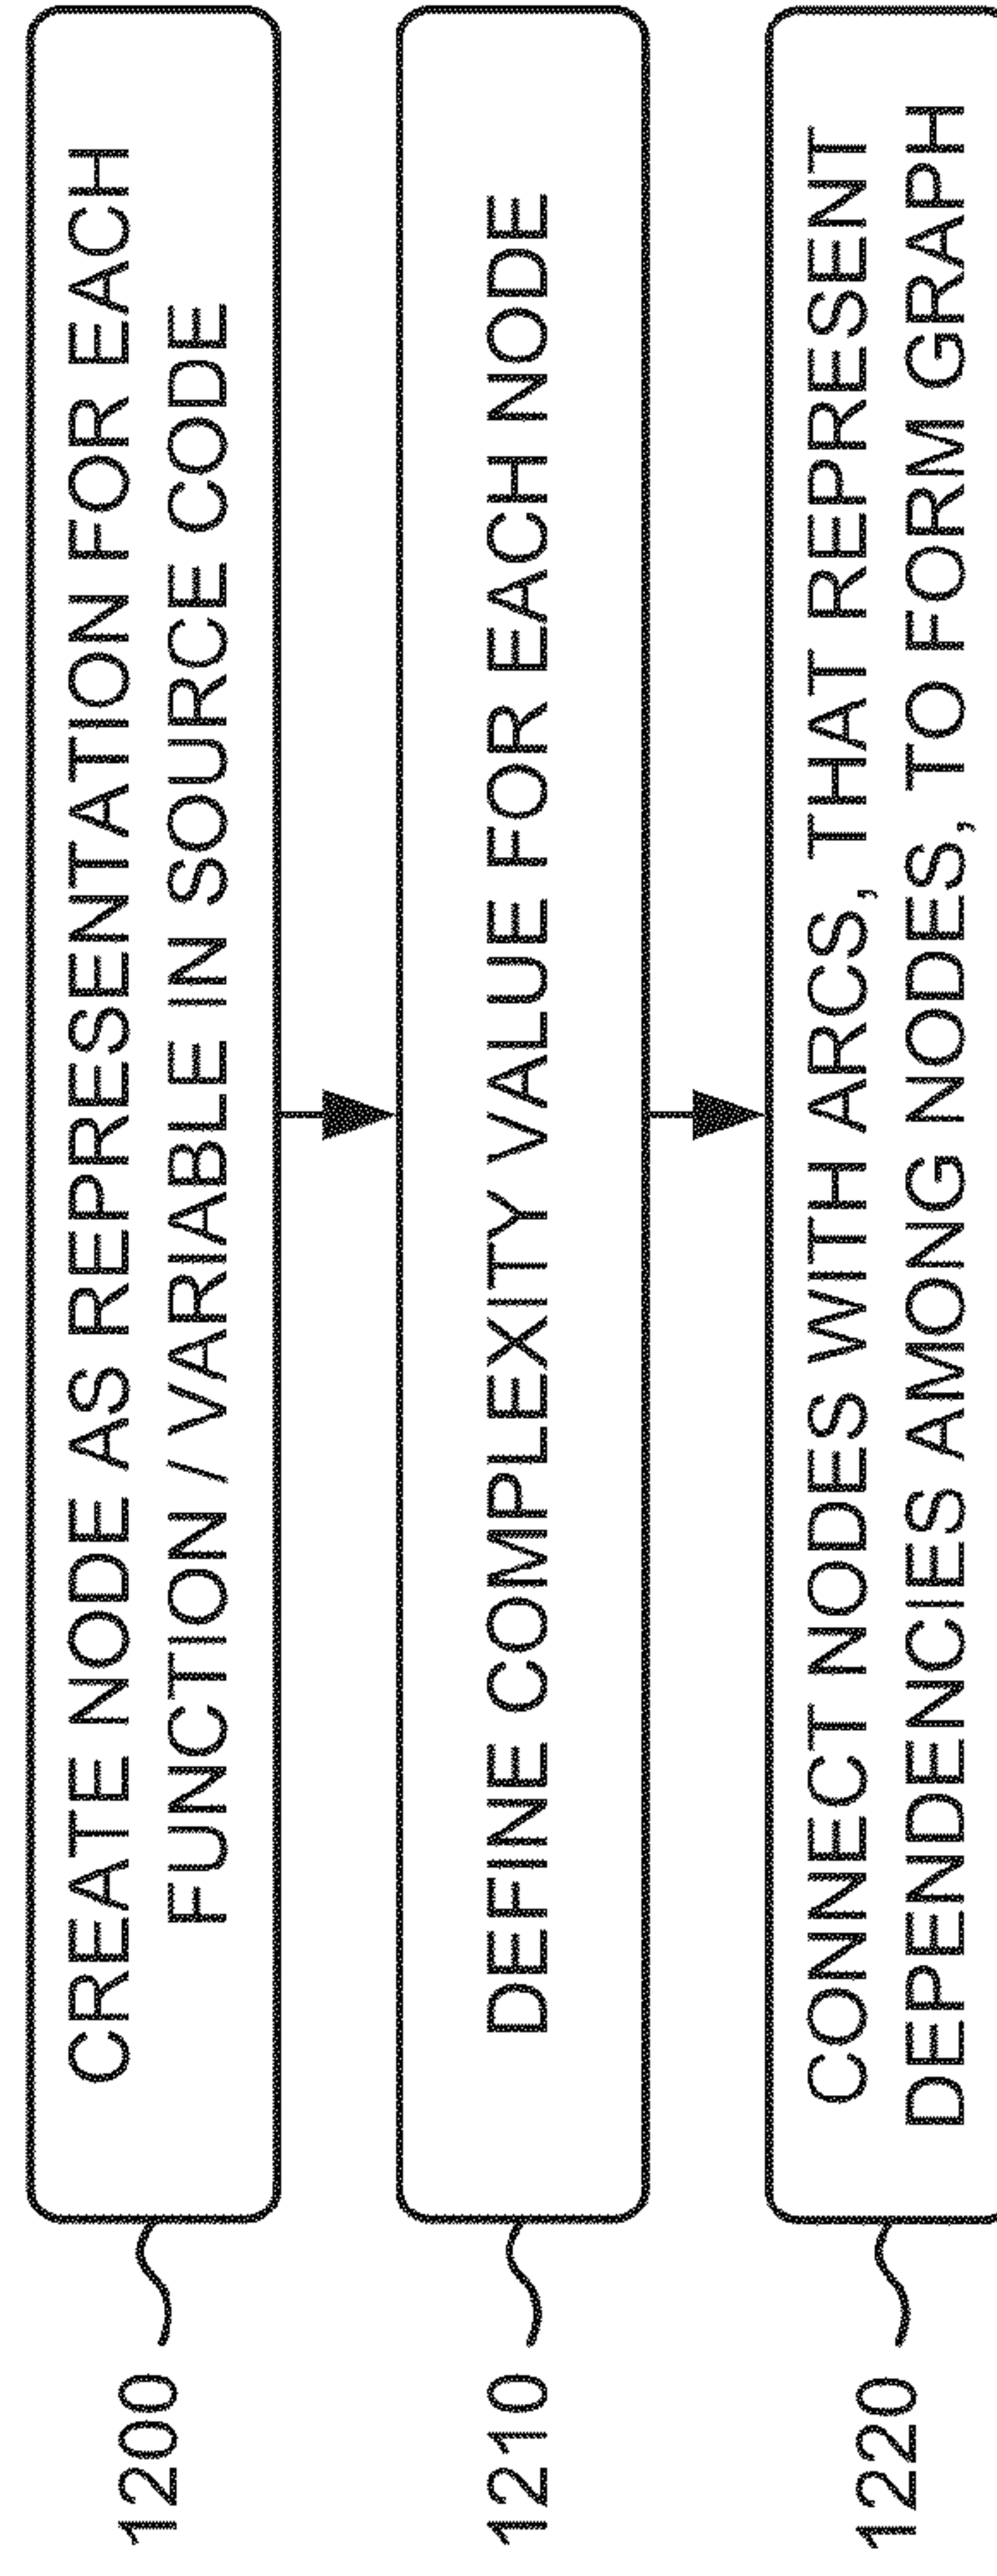 1200
CREATE NODE AS REPRESENTATION FOR EACH
FUNCTION / VARIABLE IN SOURCE CODE
1210
DEFINE COMPLEXITY VALUE FOR EACH NODE
1220
CONNECT NODES WITH ARCS, THAT REPRESENT
DEPENDENCIES AMONG NODES, TO FORM GRAPH